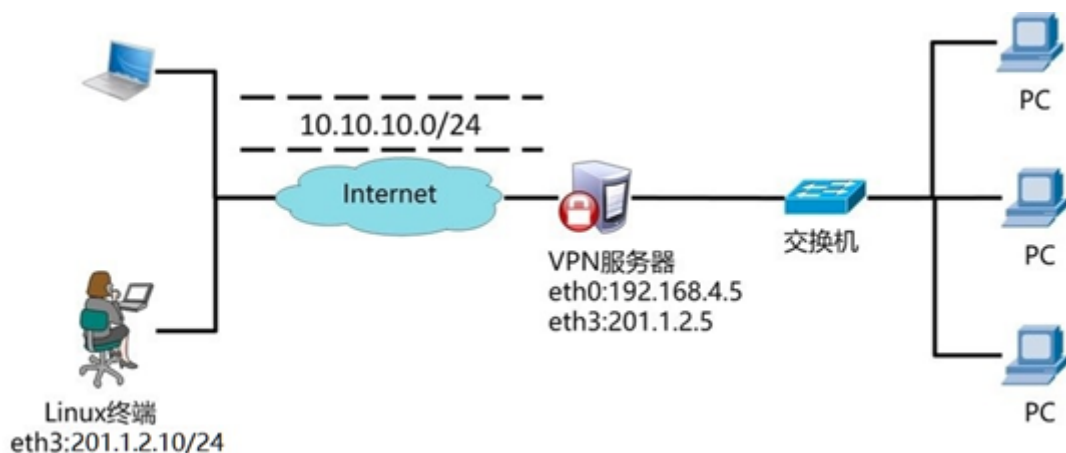 PC
10.10.10.0/24
Internet
VPN服务器
eth0:192.168.4.5
eth3:201.1.2.5
交换机
PC
Linux终端
eth3:201.1.2.10/24
PC